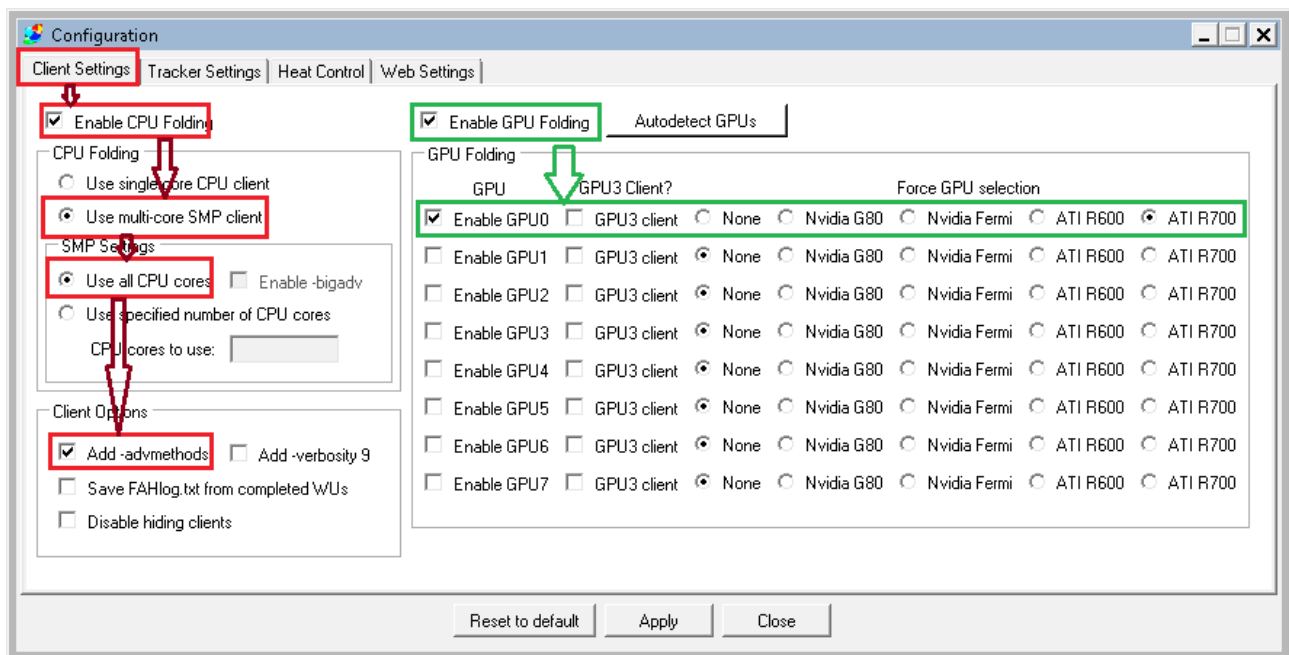 Configuration
Client Settings Tracker Settings Heat Control Web Settings
Enable CPU Folding
CPU Folding
Use single-core CPU client
Use multi-core SMP client
SMP Settings
Use all CPU cores Enable -bigadv
Use specified number of CPU cores
CPU cores to use:
Client Options
Add -advmethods Add -verbosity 9
Save FAHlog.txt from completed WUs
Disable hiding clients
Enable GPU Folding Autodetect GPUs
GPU Folding
GPU GPU3 Client? Force GPU selection
Enable GPU0 GPU3 client None Nvidia G80 Nvidia Fermi ATI R600 ATI R700
Enable GPU1 GPU3 client None Nvidia G80 Nvidia Fermi ATI R600 ATI R700
Enable GPU2 GPU3 client None Nvidia G80 Nvidia Fermi ATI R600 ATI R700
Enable GPU3 GPU3 client None Nvidia G80 Nvidia Fermi ATI R600 ATI R700
Enable GPU4 GPU3 client None Nvidia G80 Nvidia Fermi ATI R600 ATI R700
Enable GPU5 GPU3 client None Nvidia G80 Nvidia Fermi ATI R600 ATI R700
Enable GPU6 GPU3 client None Nvidia G80 Nvidia Fermi ATI R600 ATI R700
Enable GPU7 GPU3 client None Nvidia G80 Nvidia Fermi ATI R600 ATI R700
Reset to default Apply Close